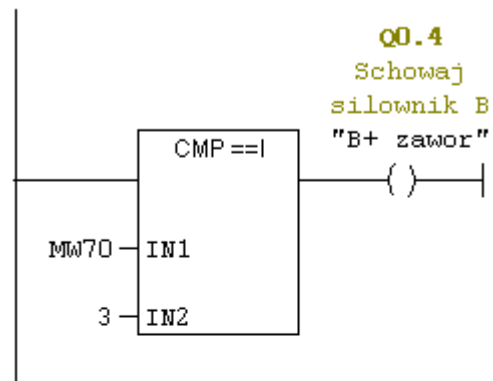 Q0.4
Schowaj
silownik B
"B+ zawor"
CMP ==I
( )
MW70
IN1
3
IN2